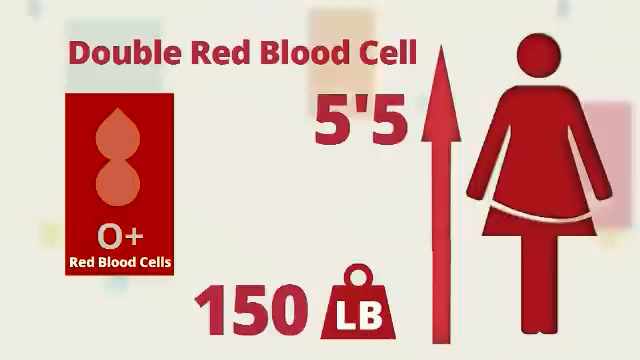 Double Red Blood Cell
5'5
O+
Red Blood Cells
150 LB